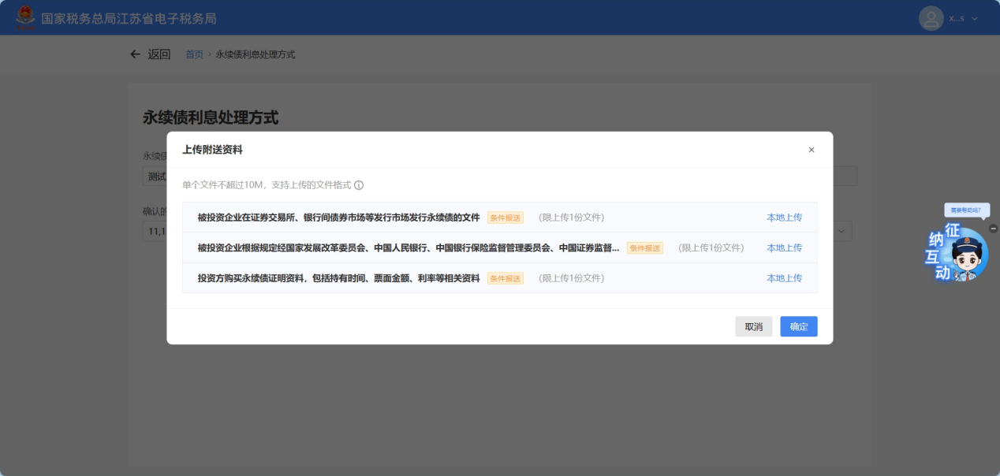 国家税务总局江苏省电子税务局
x...s
返回 首页 › 永续债利息处理方式
永续债利息处理方式
永续债
测试
确认的
11,1
上传附送资料
×
单个文件不超过10M，支持上传的文件格式
被投资企业在证券交易所、银行间债券市场等发行市场发行永续债的文件 条件报送 (限上传1份文件) 本地上传
被投资企业根据规定经国家发展改革委员会、中国人民银行、中国银行保险监督管理委员会、中国证券监督... 条件报送 (限上传1份文件) 本地上传
投资方购买永续债证明资料，包括持有时间、票面金额、利率等相关资料 条件报送 (限上传1份文件) 本地上传
取消 确定
需要帮助吗?
征纳互动